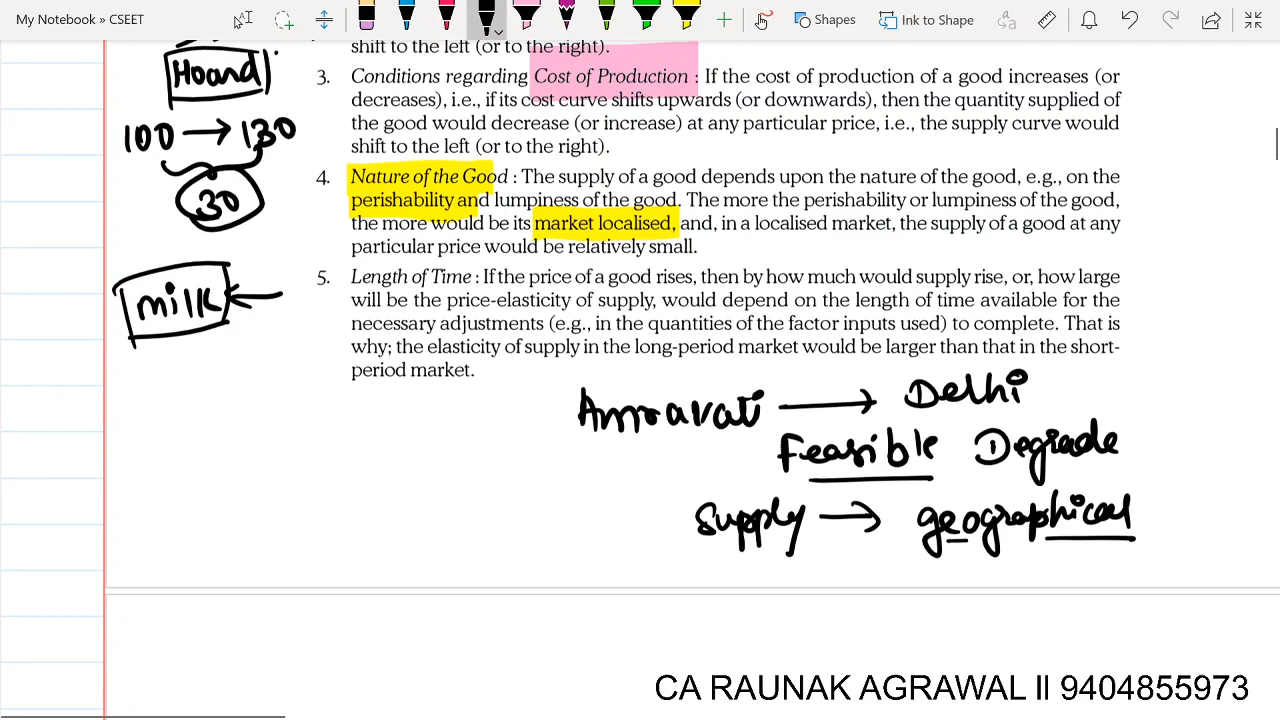 My Notebook » CSEET
Shapes
Ink to Shape
shift to the left (or to the right).
Hoard
3. Conditions regarding Cost of Production : If the cost of production of a good increases (or
decreases), i.e., if its cost curve shifts upwards (or downwards), then the quantity supplied of
the good would decrease (or increase) at any particular price, i.e., the supply curve would
shift to the left (or to the right).
100 → 130
30
4. Nature of the Good : The supply of a good depends upon the nature of the good, e.g., on the
perishability and lumpiness of the good. The more the perishability or lumpiness of the good,
the more would be its market localised, and, in a localised market, the supply of a good at any
particular price would be relatively small.
milk ←
5. Length of Time : If the price of a good rises, then by how much would supply rise, or, how large
will be the price-elasticity of supply, would depend on the length of time available for the
necessary adjustments (e.g., in the quantities of the factor inputs used) to complete. That is
why; the elasticity of supply in the long-period market would be larger than that in the short-
period market.
Amravati → Delhi
Feasible Degrade
Supply → geographical
CA RAUNAK AGRAWAL II 9404855973